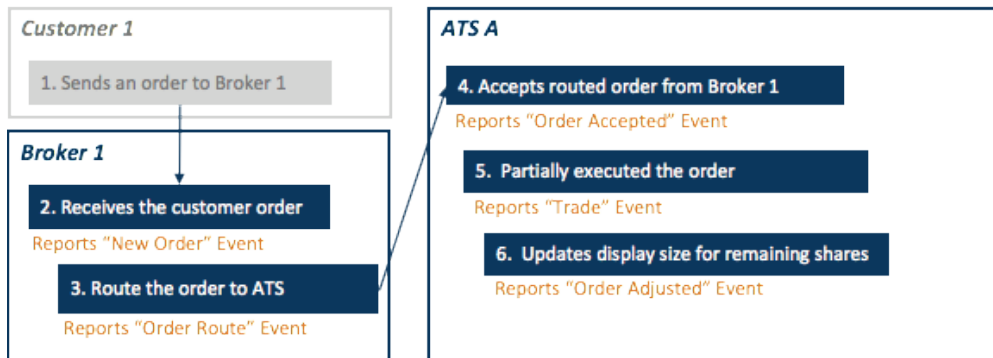 Customer 1
1. Sends an order to Broker 1
Broker 1
2. Receives the customer order
Reports "New Order" Event
3. Route the order to ATS
Reports "Order Route" Event
ATS A
4. Accepts routed order from Broker 1
Reports "Order Accepted" Event
5. Partially executed the order
Reports "Trade" Event
6. Updates display size for remaining shares
Reports "Order Adjusted" Event